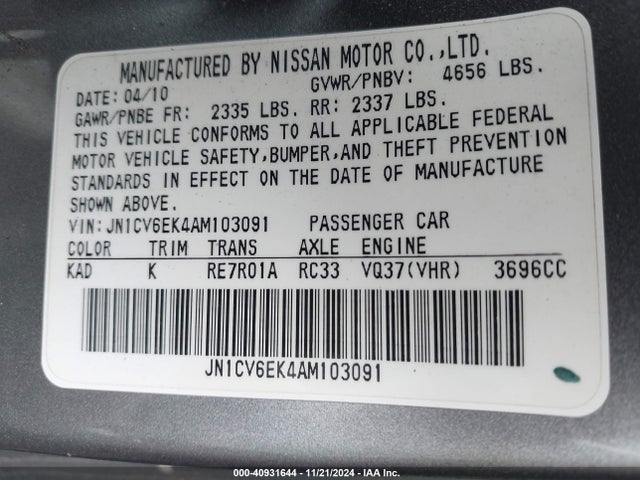 MANUFACTURED BY NISSAN MOTOR CO.,LTD.
DATE: 04/10 GVWR/PNBV: 4656 LBS.
GAWR/PNBE FR: 2335 LBS. RR: 2337 LBS.
THIS VEHICLE CONFORMS TO ALL APPLICABLE FEDERAL
MOTOR VEHICLE SAFETY,BUMPER,AND THEFT PREVENTION
STANDARDS IN EFFECT ON THE DATE OF MANUFACTURE
SHOWN ABOVE.
VIN:JN1CV6EK4AM103091 PASSENGER CAR
COLOR TRIM TRANS AXLE ENGINE
KAD K RE7R01A RC33 VQ37(VHR) 3696CC
JN1CV6EK4AM103091
000-40931644 - 11/21/2024 - IAA Inc.